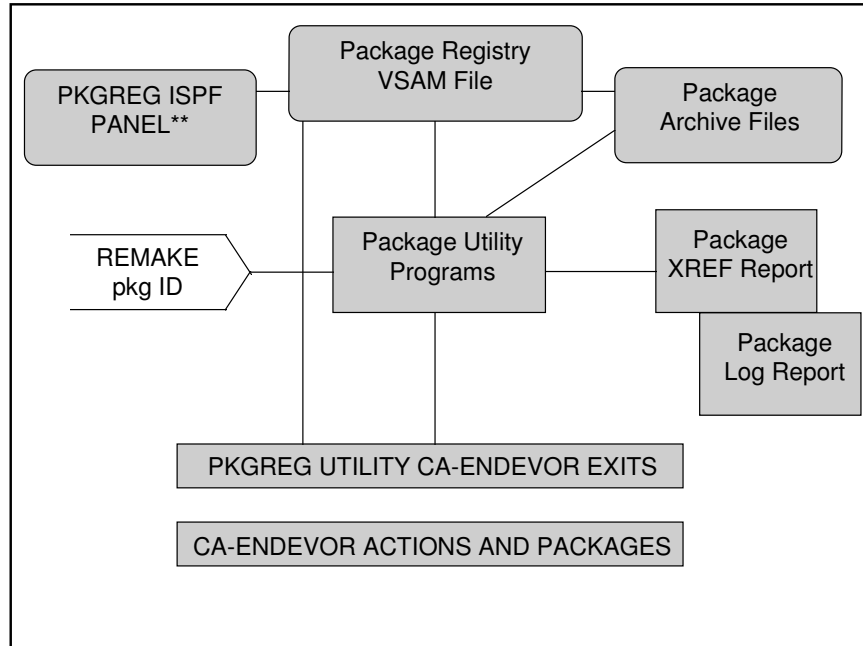 Package Registry
VSAM File
PKGREG ISPF
PANEL**
Package
Archive Files
REMAKE
pkg ID
Package Utility
Programs
Package
XREF Report
Package
Log Report
PKGREG UTILITY CA-ENDEVOR EXITS
CA-ENDEVOR ACTIONS AND PACKAGES